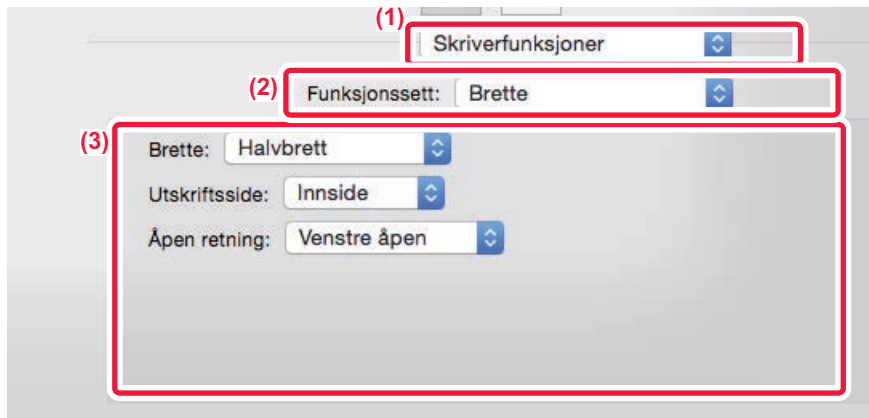 (1)
Skriverfunksjoner
(2)
Funksjonssett: Brette
(3)
Brette: Halvbrett
Utskriftsside: Innside
Åpen retning: Venstre åpen